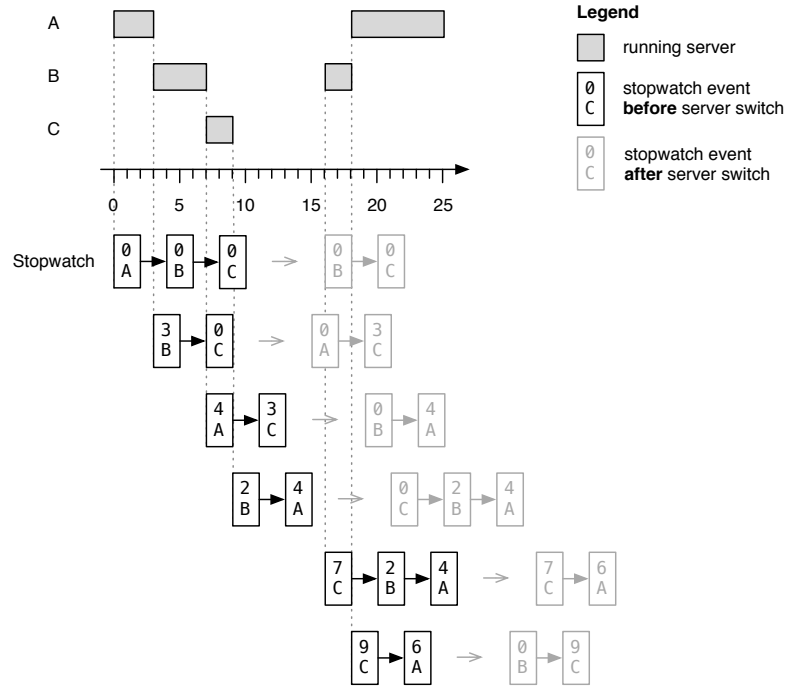 Legend
A
running server
B
0 C stopwatch event
before server switch
C
0 C stopwatch event
after server switch
0 5 10 15 20 25
Stopwatch 0 A 0 B 0 C 0 B 0 C
3 B 0 C 0 A 3 C
4 A 3 C 0 B 4 A
2 B 4 A 0 C 2 B 4 A
7 C 2 B 4 A 7 C 6 A
9 C 6 A 0 B 9 C